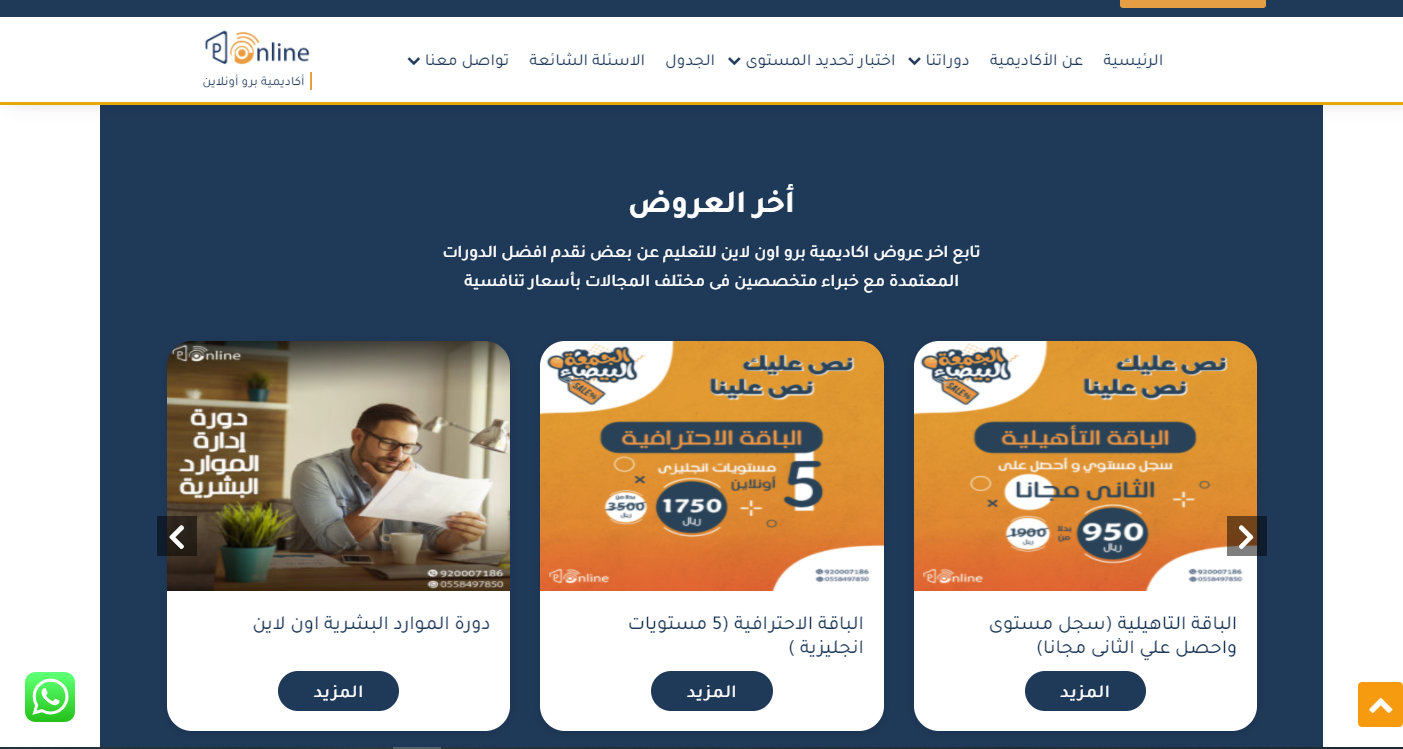 الرئيسية
عن الأكاديمية
دوراتنا
اختبار تحديد المستوى
الجدول
الاسئلة الشائعة
تواصل معنا
Online
أكاديمية برو أونلاين
أخر العروض
تابع اخر عروض اكاديمية برو اون لاين للتعليم عن بعض نقدم افضل الدورات
المعتمدة مع خبراء متخصصين فى مختلف المجالات بأسعار تنافسية
الجمعة
البيضاء
SALE%
نص عليك
نص علينا
الباقة التأهيلية
سجل مستوي و أحصل على
الثانى مجانا
950
ريال
بدلا
من
1900
ريال
920007186
0558497850
Online
الباقة التاهيلية (سجل مستوى
واحصل علي الثانى مجانا)
المزيد
الجمعة
البيضاء
SALE%
نص عليك
نص علينا
الباقة الاحترافية
5
مستويات انجليزى
أونلاين
1750
ريال
بدلا من
3500
ريال
920007186
0558497850
Online
الباقة الاحترافية (5 مستويات
انجليزية )
المزيد
Online
دورة
إدارة
الموارد
البشرية
920007186
0558497850
دورة الموارد البشرية اون لاين
المزيد